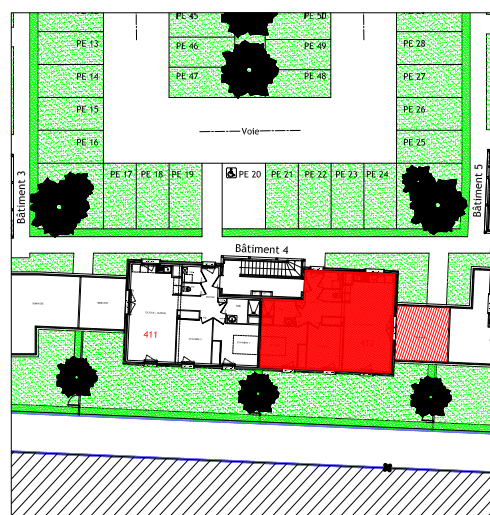 PE 45
PE 50
PE 13
PE 46
PE 49
PE 28
PE 14
PE 47
PE 48
PE 27
PE 15
PE 26
Voie
PE 16
PE 25
PE 17
PE 18
PE 19
PE 20
PE 21
PE 22
PE 23
PE 24
Bâtiment 3
Bâtiment 5
Bâtiment 4
411
412